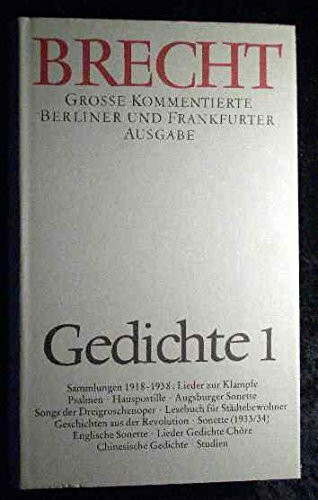 BRECHT
GROSSE KOMMENTIERTE
BERLINER UND FRANKFURTER
AUSGABE
Gedichte 1
Sammlungen 1918-1938: Lieder zur Klampfe
Psalmen · Hauspostille · Augsburger Sonette
Songs der Dreigroschenoper · Lesebuch für Städtebewohner
Geschichten aus der Revolution · Sonette (1933/34)
Englische Sonette · Lieder Gedichte Chöre
Chinesische Gedichte · Studien